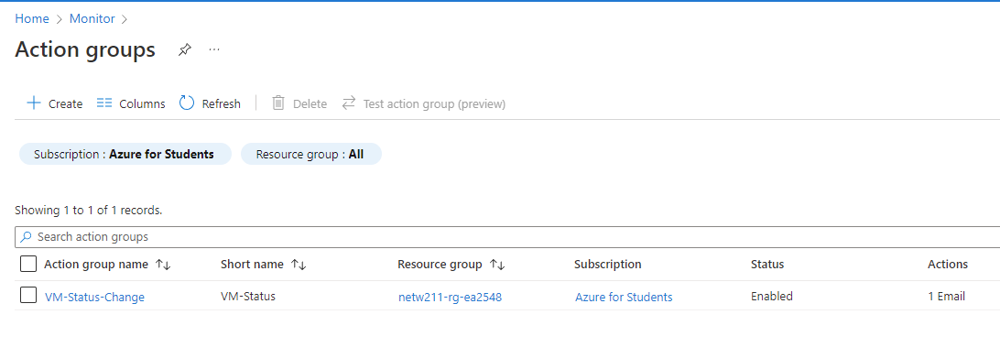 Home > Monitor >
Action groups ...
+ Create Columns Refresh Delete Test action group (preview)
Subscription : Azure for Students Resource group : All
Showing 1 to 1 of 1 records.
Search action groups
Action group name ↑↓ Short name ↑↓ Resource group ↑↓ Subscription Status Actions
VM-Status-Change VM-Status netw211-rg-ea2548 Azure for Students Enabled 1 Email